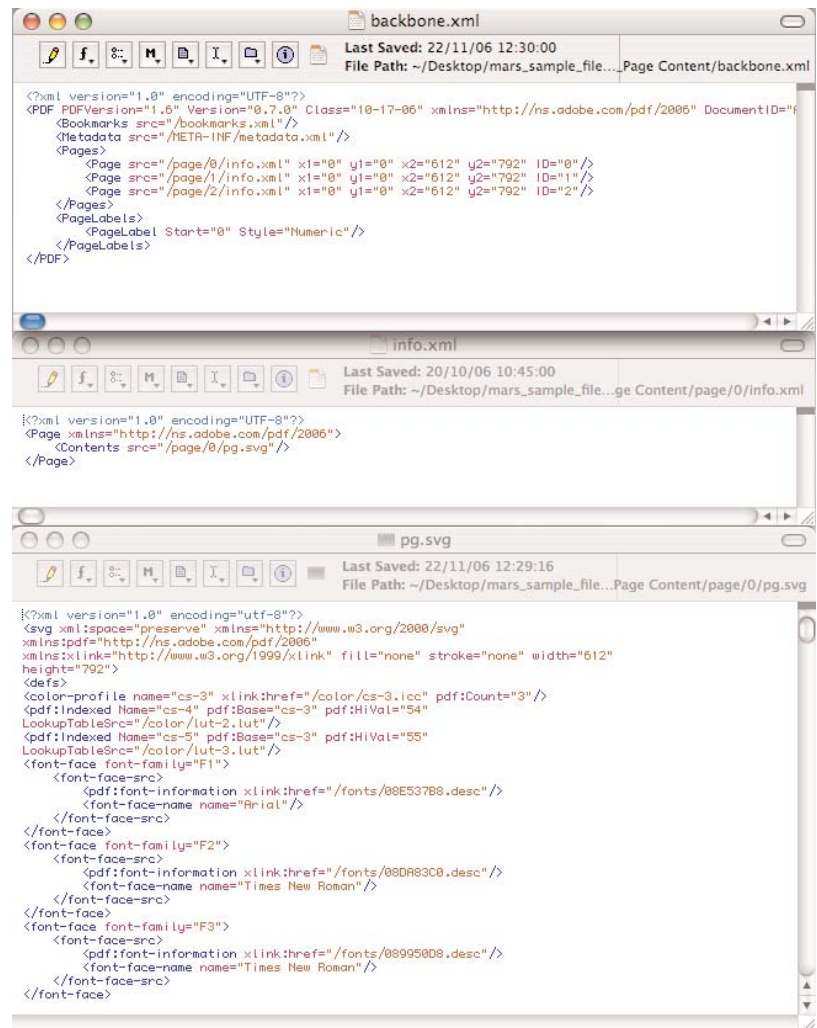 backbone.xml
Last Saved: 22/11/06 12:30:00
File Path: ~/Desktop/mars_sample_file..._Page Content/backbone.xml
<?xml version="1.0" encoding="UTF-8"?>
<PDF PDFVersion="1.6" Version="0.7.0" Class="10-17-06" xmlns="http://ns.adobe.com/pdf/2006" DocumentID="f
<Bookmarks src="/bookmarks.xml"/>
<Metadata src="/META-INF/metadata.xml"/>
<Pages>
<Page src="/page/0/info.xml" x1="0" y1="0" x2="612" y2="792" ID="0"/>
<Page src="/page/1/info.xml" x1="0" y1="0" x2="612" y2="792" ID="1"/>
<Page src="/page/2/info.xml" x1="0" y1="0" x2="612" y2="792" ID="2"/>
</Pages>
<PageLabels>
<PageLabel Start="0" Style="Numeric"/>
</PageLabels>
</PDF>
info.xml
Last Saved: 20/10/06 10:45:00
File Path: ~/Desktop/mars_sample_file...ge Content/page/0/info.xml
<?xml version="1.0" encoding="UTF-8"?>
<Page xmlns="http://ns.adobe.com/pdf/2006">
<Contents src="/page/0/pg.svg"/>
</Page>
pg.svg
Last Saved: 22/11/06 12:29:16
File Path: ~/Desktop/mars_sample_file...Page Content/page/0/pg.svg
<?xml version="1.0" encoding="utf-8"?>
<svg xml:space="preserve" xmlns="http://www.w3.org/2000/svg"
xmlns:pdf="http://ns.adobe.com/pdf/2006"
xmlns:xlink="http://www.w3.org/1999/xlink" fill="none" stroke="none" width="612"
height="792">
<defs>
<color-profile name="cs-3" xlink:href="/color/cs-3.icc" pdf:Count="3"/>
<pdf:Indexed Name="cs-4" pdf:Base="cs-3" pdf:HiVal="54"
LookupTableSrc="/color/lut-2.lut"/>
<pdf:Indexed Name="cs-5" pdf:Base="cs-3" pdf:HiVal="55"
LookupTableSrc="/color/lut-3.lut"/>
<font-face font-family="F1">
<font-face-src>
<pdf:font-information xlink:href="/fonts/08E537B8.desc"/>
<font-face-name name="Arial"/>
</font-face-src>
</font-face>
<font-face font-family="F2">
<font-face-src>
<pdf:font-information xlink:href="/fonts/08DA83C0.desc"/>
<font-face-name name="Times New Roman"/>
</font-face-src>
</font-face>
<font-face font-family="F3">
<font-face-src>
<pdf:font-information xlink:href="/fonts/089950D8.desc"/>
<font-face-name name="Times New Roman"/>
</font-face-src>
</font-face>